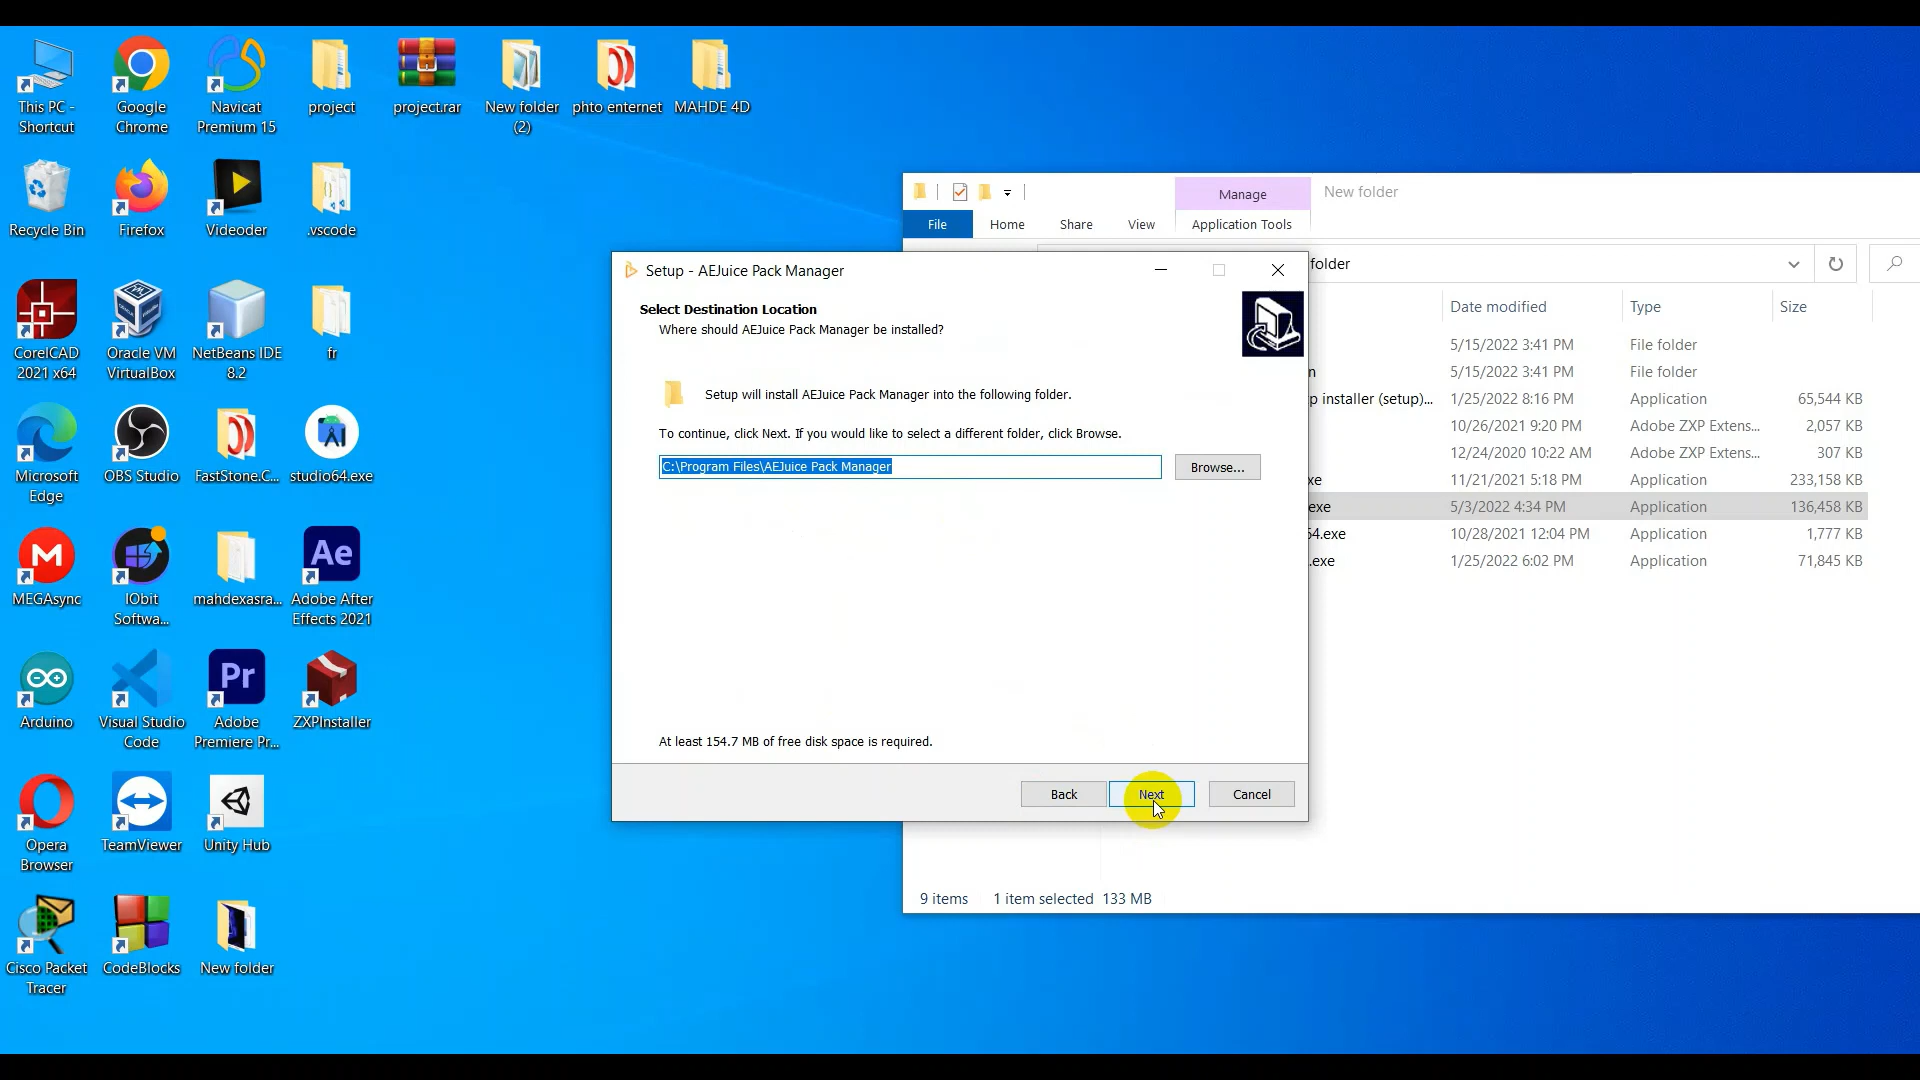 This PC -
Shortcut
Google
Chrome
Navicat
Premium 15
project
project.rar
New folder
(2)
phto enternet
MAHDE 4D
Recycle Bin
Firefox
Videoder
.vscode
CorelCAD
2021 x64
Oracle VM
VirtualBox
NetBeans IDE
8.2
fr
Microsoft
Edge
OBS Studio
FastStone.C...
studio64.exe
MEGAsync
IObit
Softwa...
mahdexasra...
Ae
Adobe After
Effects 2021
Arduino
Visual Studio
Code
Pr
Adobe
Premiere Pr...
ZXPInstaller
Opera
Browser
TeamViewer
Unity Hub
Cisco Packet
Tracer
CodeBlocks
New folder
Manage
New folder
File
Home
Share
View
Application Tools
folder
Date modified
Type
Size
5/15/2022 3:41 PM
File folder
n
5/15/2022 3:41 PM
File folder
p installer (setup)...
1/25/2022 8:16 PM
Application
65,544 KB
10/26/2021 9:20 PM
Adobe ZXP Extens...
2,057 KB
12/24/2020 10:22 AM
Adobe ZXP Extens...
307 KB
xe
11/21/2021 5:18 PM
Application
233,158 KB
exe
5/3/2022 4:34 PM
Application
136,458 KB
64.exe
10/28/2021 12:04 PM
Application
1,777 KB
.exe
1/25/2022 6:02 PM
Application
71,845 KB
9 items
1 item selected 133 MB
Setup - AEJuice Pack Manager
Select Destination Location
Where should AEJuice Pack Manager be installed?
Setup will install AEJuice Pack Manager into the following folder.
To continue, click Next. If you would like to select a different folder, click Browse.
C:\Program Files\AEJuice Pack Manager
Browse...
At least 154.7 MB of free disk space is required.
Back
Next
Cancel